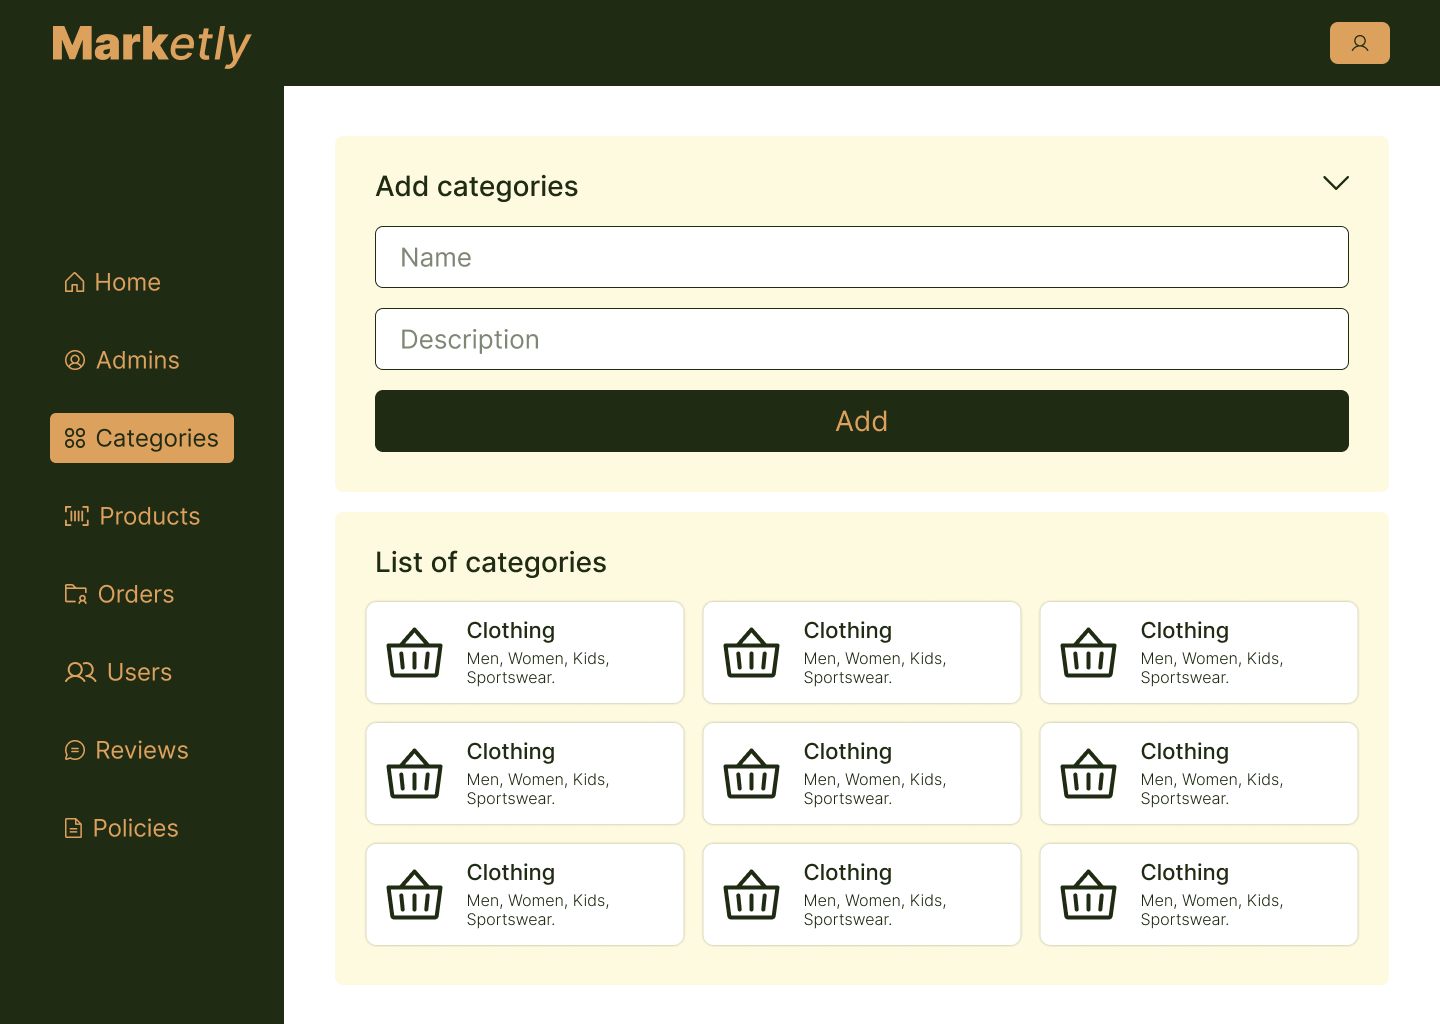 Marketly
Home
Admins
Categories
Products
Orders
Users
Reviews
Policies
Add categories
Name
Description
Add
List of categories
Clothing
Men, Women, Kids,
Sportswear.
Clothing
Men, Women, Kids,
Sportswear.
Clothing
Men, Women, Kids,
Sportswear.
Clothing
Men, Women, Kids,
Sportswear.
Clothing
Men, Women, Kids,
Sportswear.
Clothing
Men, Women, Kids,
Sportswear.
Clothing
Men, Women, Kids,
Sportswear.
Clothing
Men, Women, Kids,
Sportswear.
Clothing
Men, Women, Kids,
Sportswear.